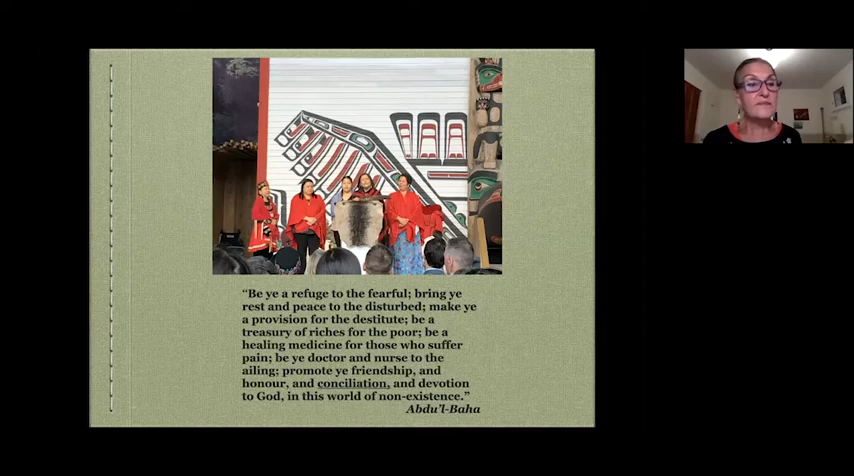 “Be ye a refuge to the fearful; bring ye
rest and peace to the disturbed; make ye
a provision for the destitute; be a
treasury of riches for the poor; be a
healing medicine for those who suffer
pain; be ye doctor and nurse to the
ailing; promote ye friendship, and
honour, and conciliation, and devotion
to God, in this world of non-existence.”
Abdu’l-Baha